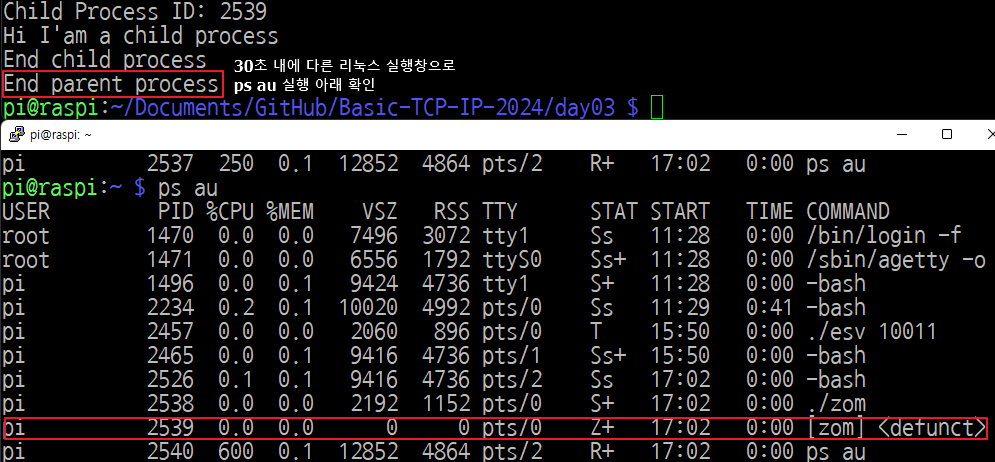 Child Process ID: 2539
Hi I'am a child process
End child process
30초 내에 다른 리눅스 실행창으로
End parent process
ps au 실행 아래 확인
pi@raspi:~/Documents/GitHub/Basic-TCP-IP-2024/day03 $
pi@raspi: ~
pi 2537 250 0.1 12852 4864 pts/2 R+ 17:02 0:00 ps au
pi@raspi:~ $ ps au
USER PID %CPU %MEM VSZ RSS TTY STAT START TIME COMMAND
root 1470 0.0 0.0 7496 3072 tty1 Ss 11:28 0:00 /bin/login -f
root 1471 0.0 0.0 6556 1792 ttyS0 Ss+ 11:28 0:00 /sbin/agetty -o
pi 1496 0.0 0.1 9424 4736 tty1 S+ 11:28 0:00 -bash
pi 2234 0.2 0.1 10020 4992 pts/0 Ss 11:29 0:41 -bash
pi 2457 0.0 0.0 2060 896 pts/0 T 15:50 0:00 ./esv 10011
pi 2465 0.0 0.1 9416 4736 pts/1 Ss+ 15:50 0:00 -bash
pi 2526 0.1 0.1 9416 4736 pts/2 Ss 17:02 0:00 -bash
pi 2538 0.0 0.0 2192 1152 pts/0 S+ 17:02 0:00 ./zom
pi 2539 0.0 0.0 0 0 pts/0 Z+ 17:02 0:00 [zom] <defunct>
pi 2540 600 0.1 12852 4864 pts/2 R+ 17:02 0:00 ps au